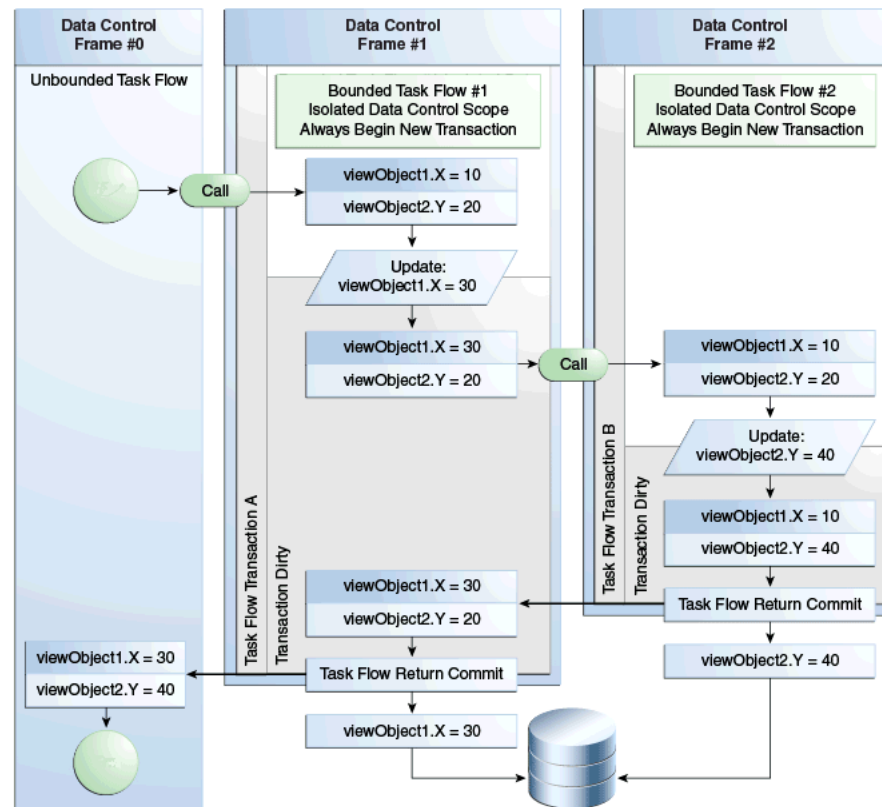 Data Control
Frame #0
Unbounded Task Flow
Call
viewObject1.X = 30
viewObject2.Y = 40
Data Control
Frame #1
Bounded Task Flow #1
Isolated Data Control Scope
Always Begin New Transaction
viewObject1.X = 10
viewObject2.Y = 20
Update:
viewObject1.X = 30
viewObject1.X = 30
viewObject2.Y = 20
Call
Task Flow Transaction A
Transaction Dirty
viewObject1.X = 30
viewObject2.Y = 20
Task Flow Return Commit
viewObject1.X = 30
Data Control
Frame #2
Bounded Task Flow #2
Isolated Data Control Scope
Always Begin New Transaction
viewObject1.X = 10
viewObject2.Y = 20
Update:
viewObject2.Y = 40
Task Flow Transaction B
Transaction Dirty
viewObject1.X = 10
viewObject2.Y = 40
Task Flow Return Commit
viewObject2.Y = 40